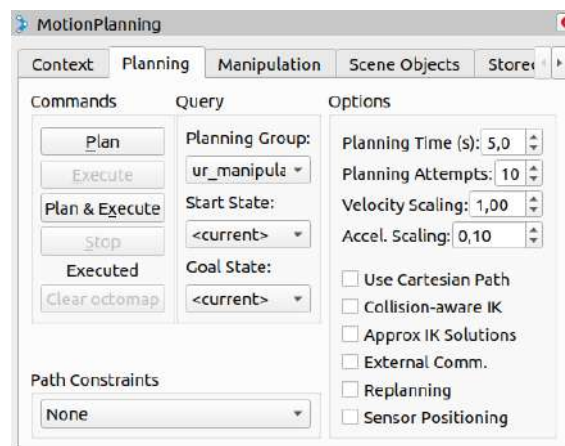 MotionPlanning
Context
Planning
Manipulation
Scene Objects
Stored
Commands
Plan
Execute
Plan & Execute
Stop
Executed
Clear octomap
Query
Planning Group:
ur_manipula
Start State:
<current>
Goal State:
<current>
Options
Planning Time (s): 5,0
Planning Attempts: 10
Velocity Scaling: 1,00
Accel. Scaling: 0,10
Use Cartesian Path
Collision-aware IK
Approx IK Solutions
External Comm.
Replanning
Sensor Positioning
Path Constraints
None